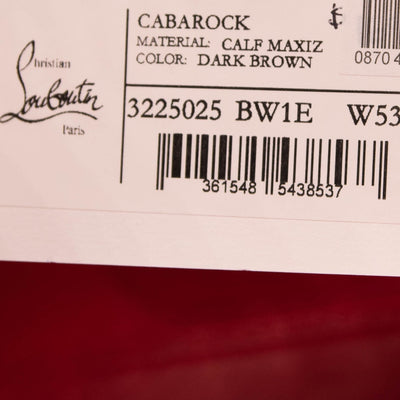 CABAROCK
MATERIAL: CALF MAXIZ
COLOR: DARK BROWN
0870 4
Christian
Louboutin
Paris
3225025 BW1E W53
361548 5438537